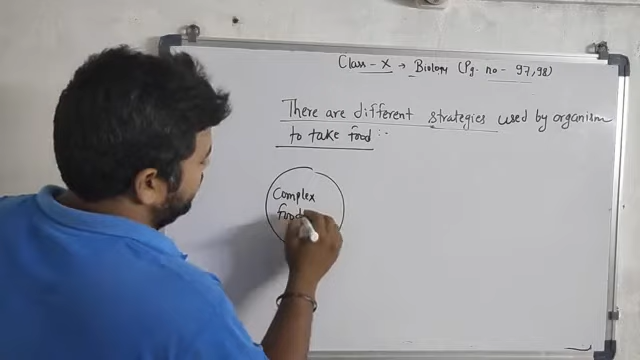 Class-X → Biology (Pg. no- 97,98)
There are different strategies used by organism
to take food :-
Complex
food